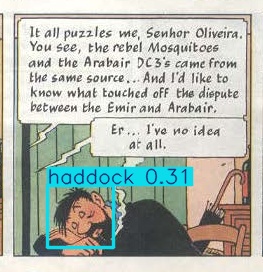 It all puzzles me, Senhor Oliveira.
You see, the rebel Mosquitoes
and the Arabair DC3's came from
the same source... And I'd like to
know what touched off the dispute
between the Emir and Arabair.
Er... I've no idea
at all.
haddock 0.31